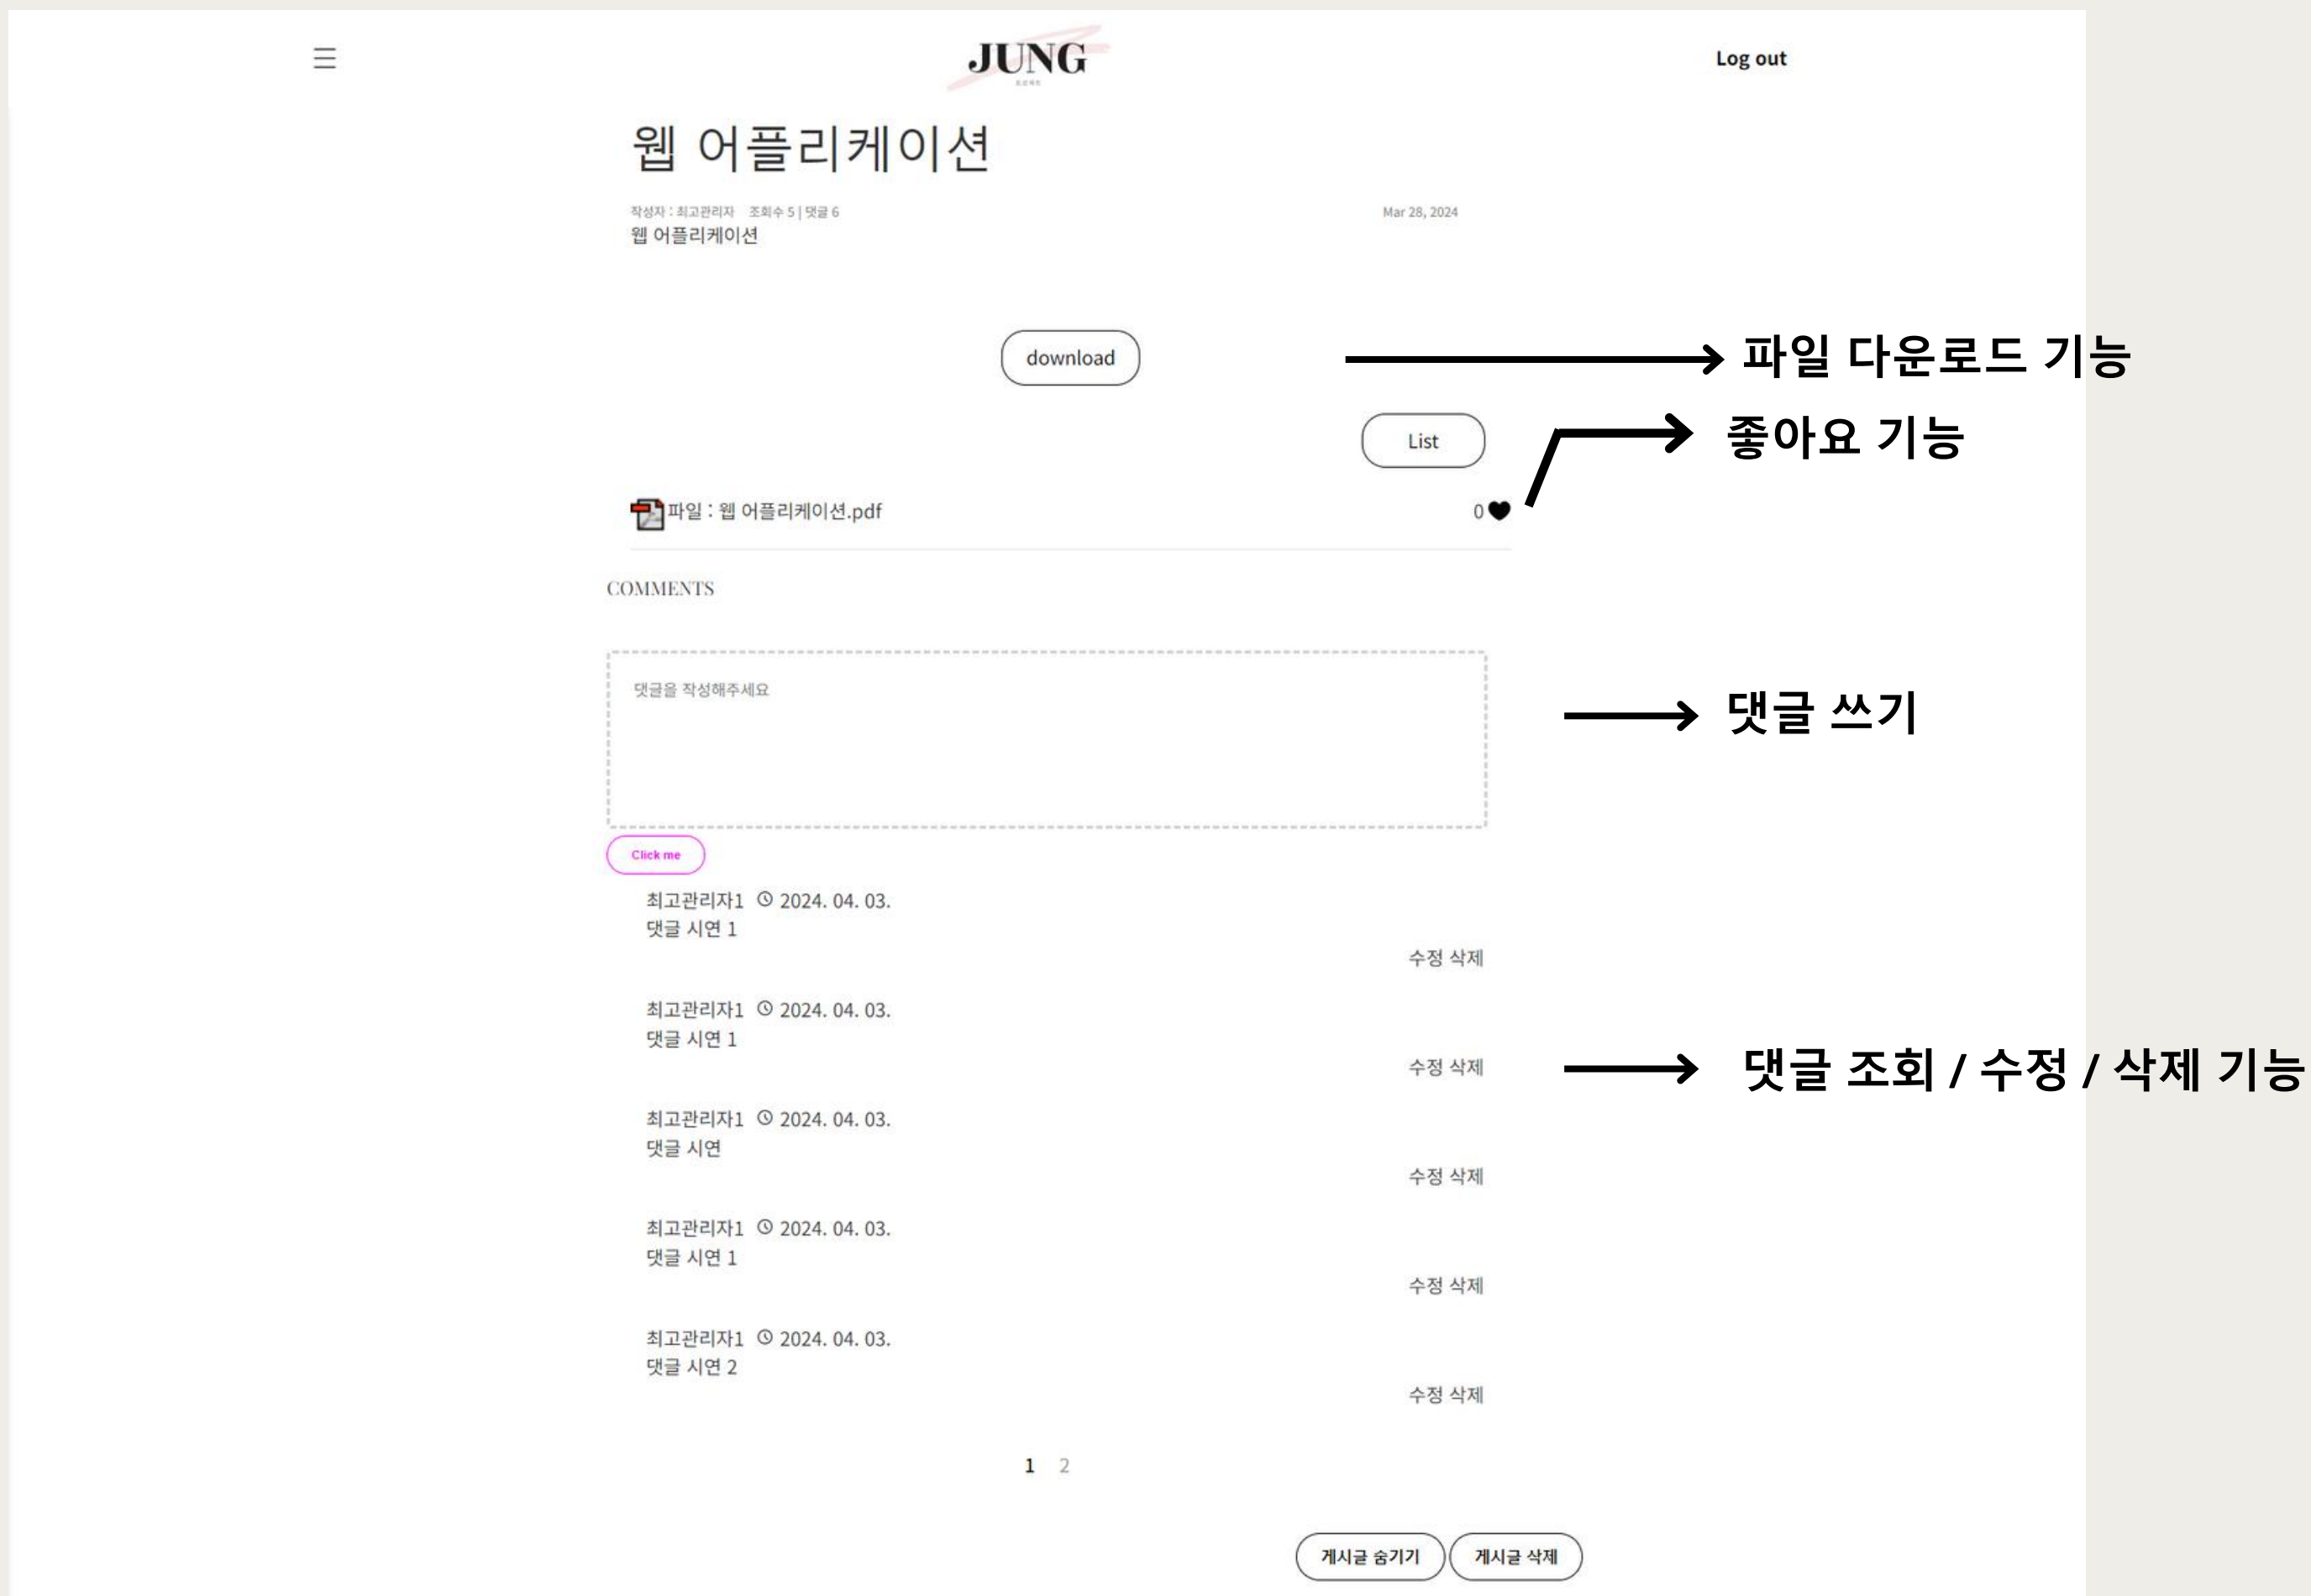 JUNG
Log out
웹 어플리케이션
작성자 : 최고관리자 조회수 5 | 댓글 6
Mar 28, 2024
웹 어플리케이션
download
파일 다운로드 기능
List
좋아요 기능
파일 : 웹 어플리케이션.pdf
0
COMMENTS
댓글을 작성해주세요
댓글 쓰기
Click me
최고관리자1 2024. 04. 03.
댓글 시연 1
수정 삭제
최고관리자1 2024. 04. 03.
댓글 시연 1
수정 삭제
댓글 조회 / 수정 / 삭제 기능
최고관리자1 2024. 04. 03.
댓글 시연
수정 삭제
최고관리자1 2024. 04. 03.
댓글 시연 1
수정 삭제
최고관리자1 2024. 04. 03.
댓글 시연 2
수정 삭제
1 2
게시글 숨기기 게시글 삭제